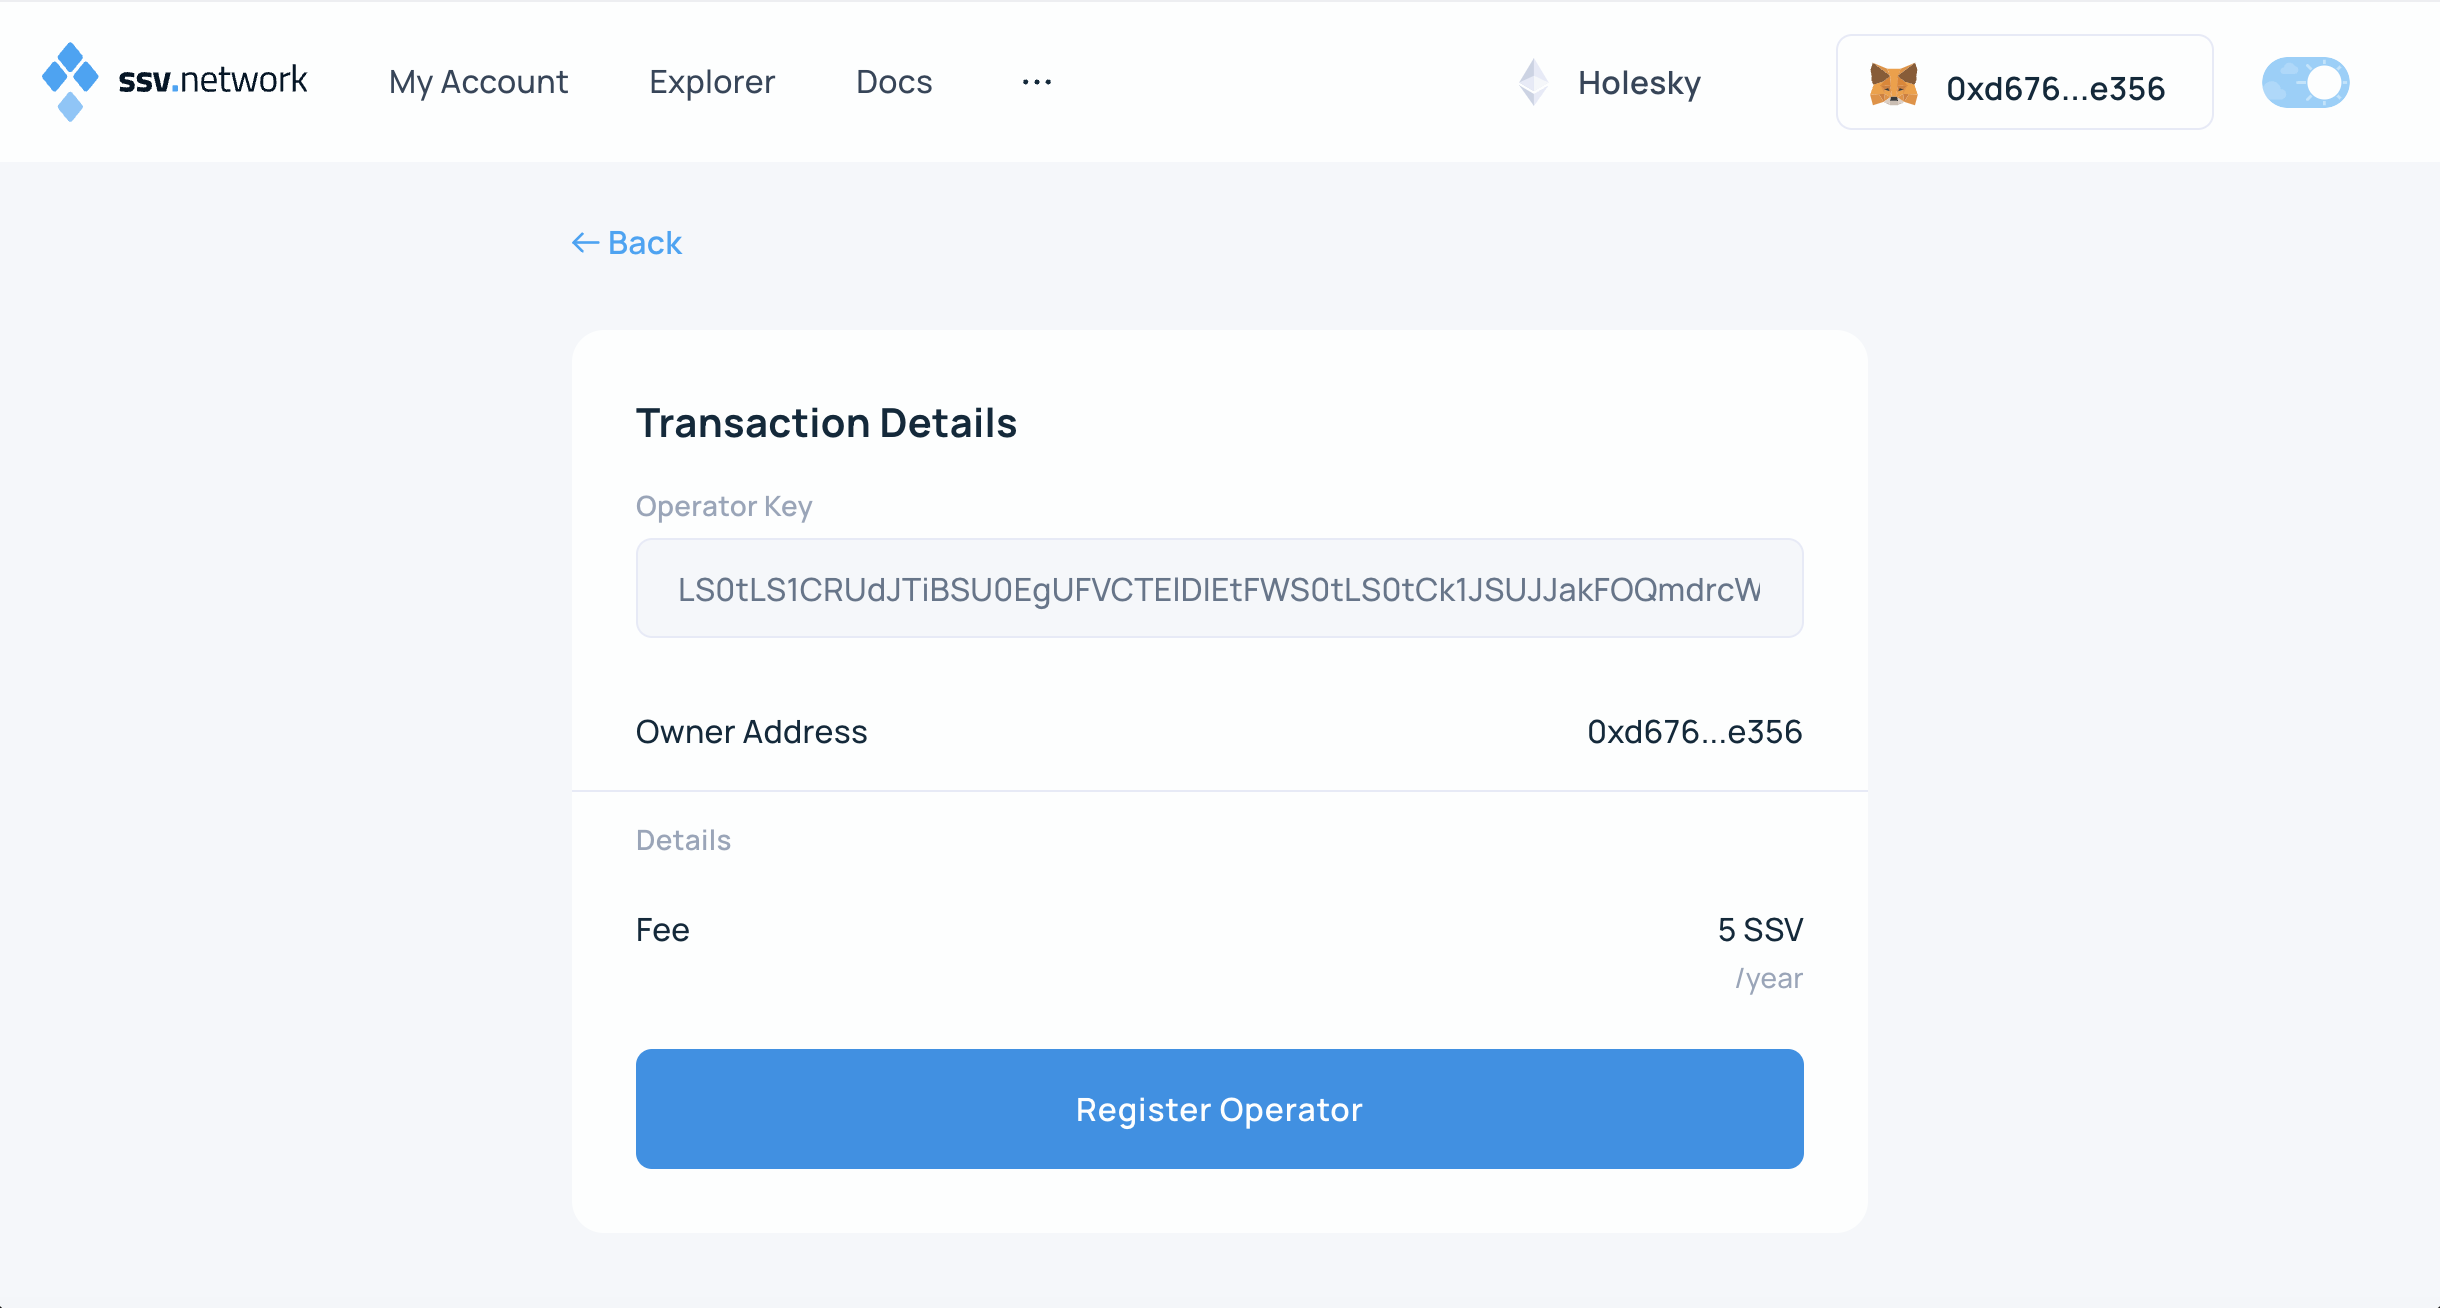 ssv.network My Account Explorer Docs ... Holesky 0xd676...e356
← Back
Transaction Details
Operator Key
LS0tLS1CRUdJTiBSU0EgUFVCTElDIEtFWS0tLS0tCk1JSUJJakFOQmdrcW
Owner Address 0xd676...e356
Details
Fee 5 SSV
/year
Register Operator